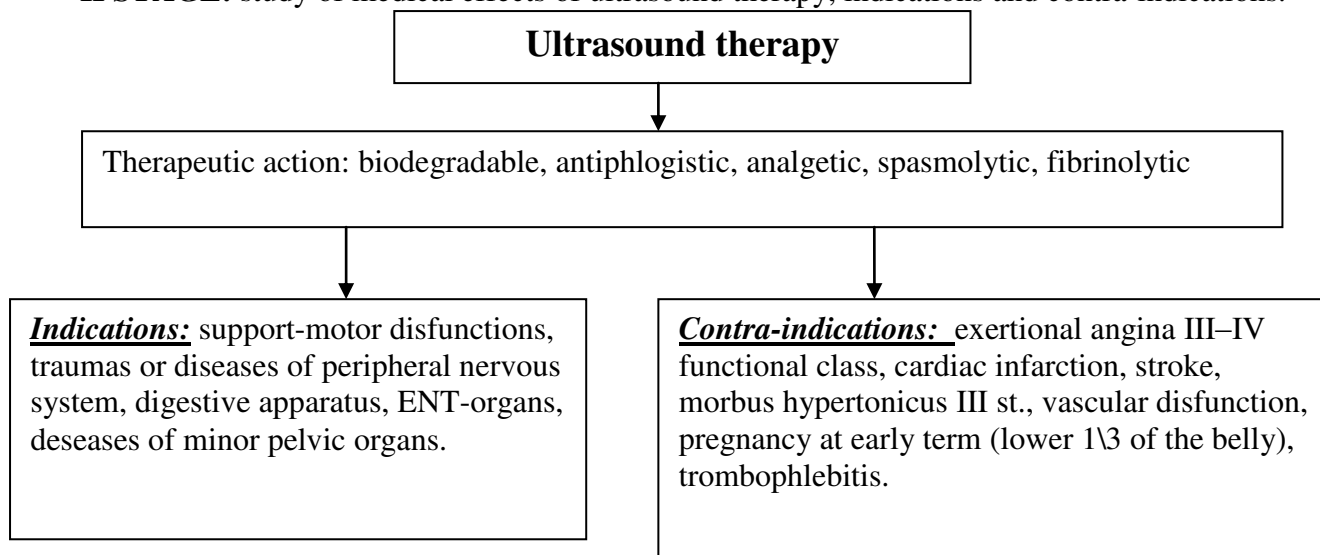 study of medical effects of ultrasound therapy, indications and contra-indications.
Ultrasound therapy
Therapeutic action: biodegradable, antiphlogistic, analgetic, spasmolytic, fibrinolytic
Indications: support-motor disfunctions,
traumas or diseases of peripheral nervous
system, digestive apparatus, ENT-organs,
deseases of minor pelvic organs.
Contra-indications: exertional angina III–IV
functional class, cardiac infarction, stroke,
morbus hypertonicus III st., vascular disfunction,
pregnancy at early term (lower 1\3 of the belly),
trombophlebitis.